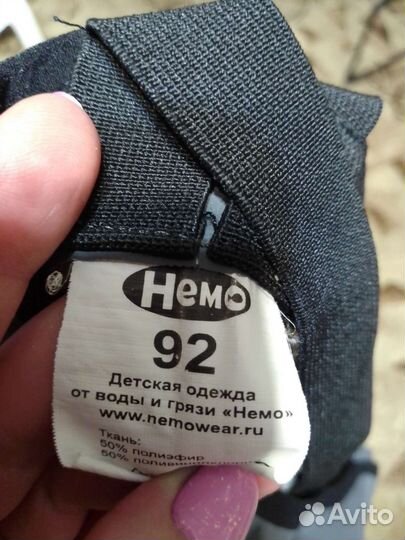 Немо
92
Детская одежда
от воды и грязи «Немо»
www.nemowear.ru
Ткань:
50% полиэфир
Avito